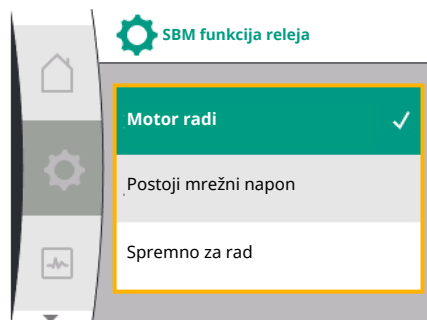 SBM funkcija releja
Motor radi
Postoji mrežni napon
Spremno za rad